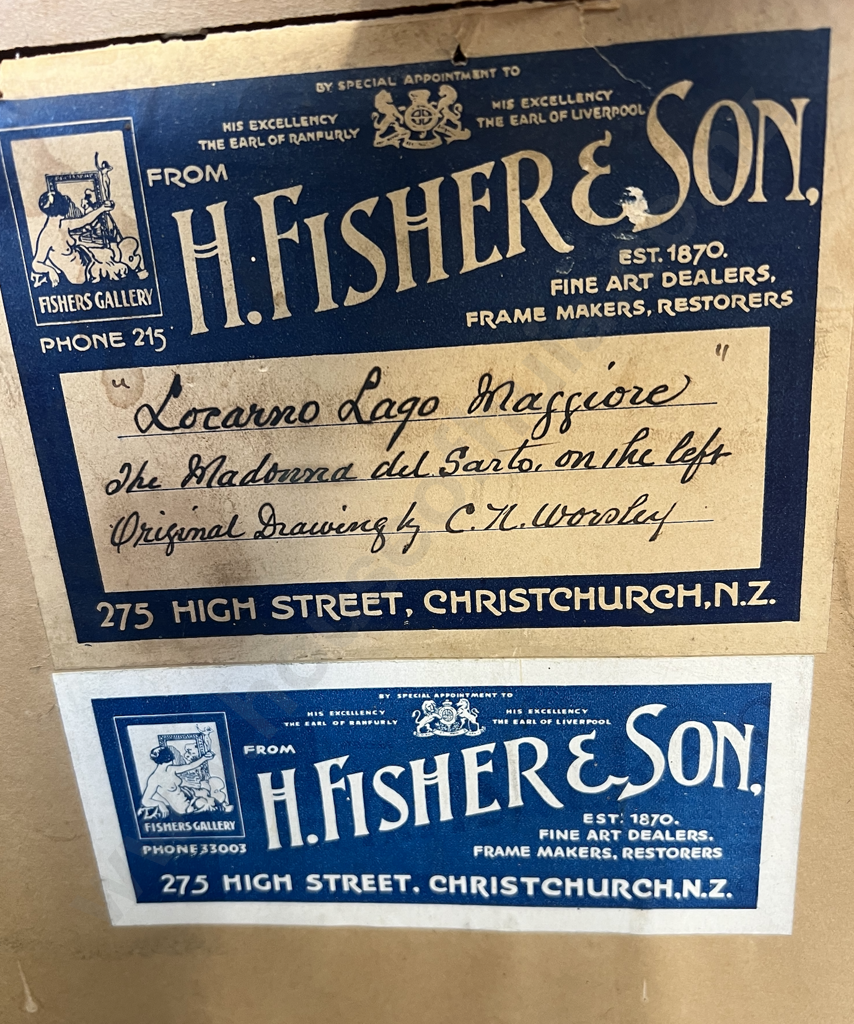 BY SPECIAL APPOINTMENT TO
HIS EXCELLENCY
THE EARL OF RANFURLY
HIS EXCELLENCY
THE EARL OF LIVERPOOL
FROM
H. FISHER & SON,
EST. 1870.
FINE ART DEALERS,
FRAME MAKERS, RESTORERS
FISHERS GALLERY
PHONE 215
"Locarno Lago Maggiore"
The Madonna del Sarto, on the left
Original Drawing by C. N. Worsley
275 HIGH STREET, CHRISTCHURCH, N.Z.
BY SPECIAL APPOINTMENT TO
HIS EXCELLENCY
THE EARL OF RANFURLY
HIS EXCELLENCY
THE EARL OF LIVERPOOL
FROM
H. FISHER & SON,
EST. 1870.
FINE ART DEALERS.
FRAME MAKERS, RESTORERS
FISHERS GALLERY
PHONE 33003
275 HIGH STREET. CHRISTCHURCH, N.Z.